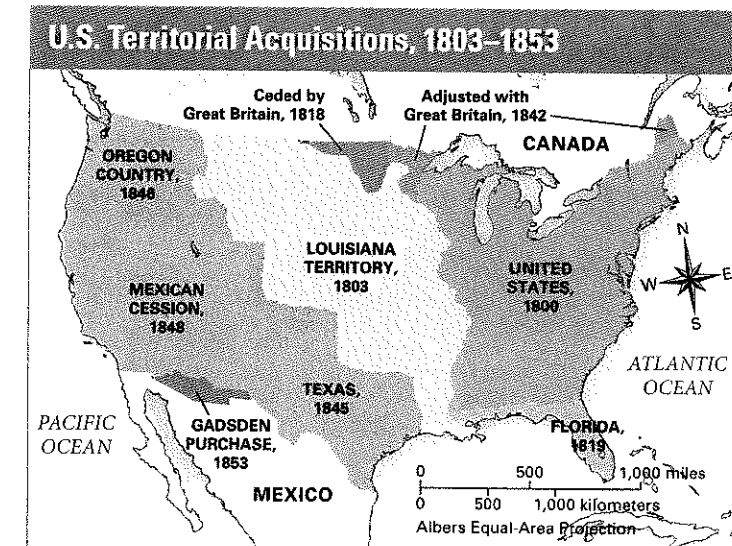 U.S. Territorial Acquisitions, 1803–1853
Ceded by
Great Britain, 1818
Adjusted with
Great Britain, 1842
CANADA
OREGON
COUNTRY,
1846
LOUISIANA
TERRITORY,
1803
UNITED
STATES,
1800
MEXICAN
CESSION,
1848
N
W
E
S
ATLANTIC
OCEAN
TEXAS,
1845
PACIFIC
OCEAN
GADSDEN
PURCHASE,
1853
FLORIDA,
1819
MEXICO
0 500 1,000 miles
0 500 1,000 kilometers
Albers Equal-Area Projection